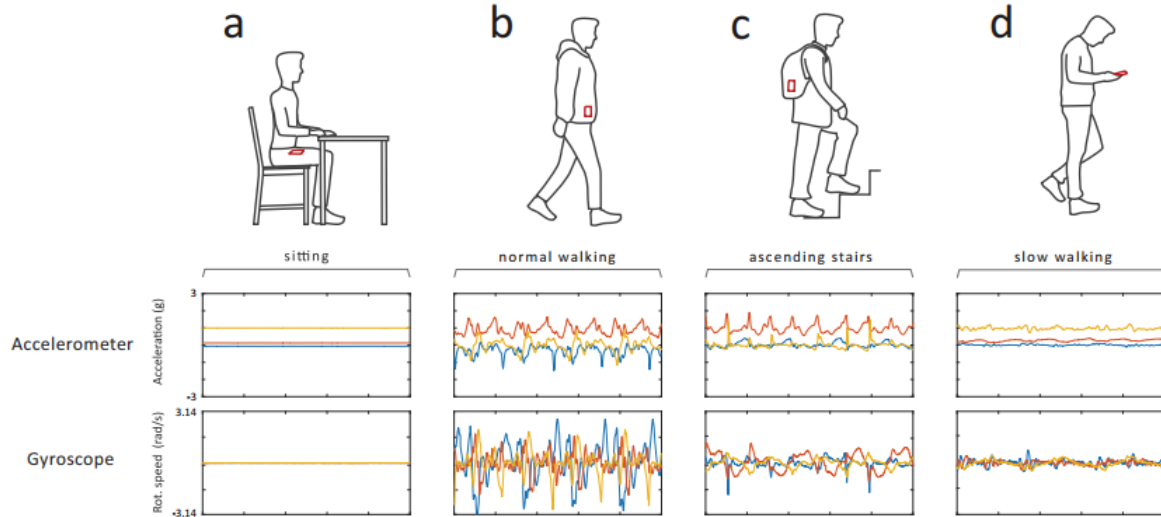 a b c d
sitting normal walking ascending stairs slow walking
3
Accelerometer
Acceleration (g)
-3
3.14
Gyroscope
Rot. speed (rad/s)
-3.14